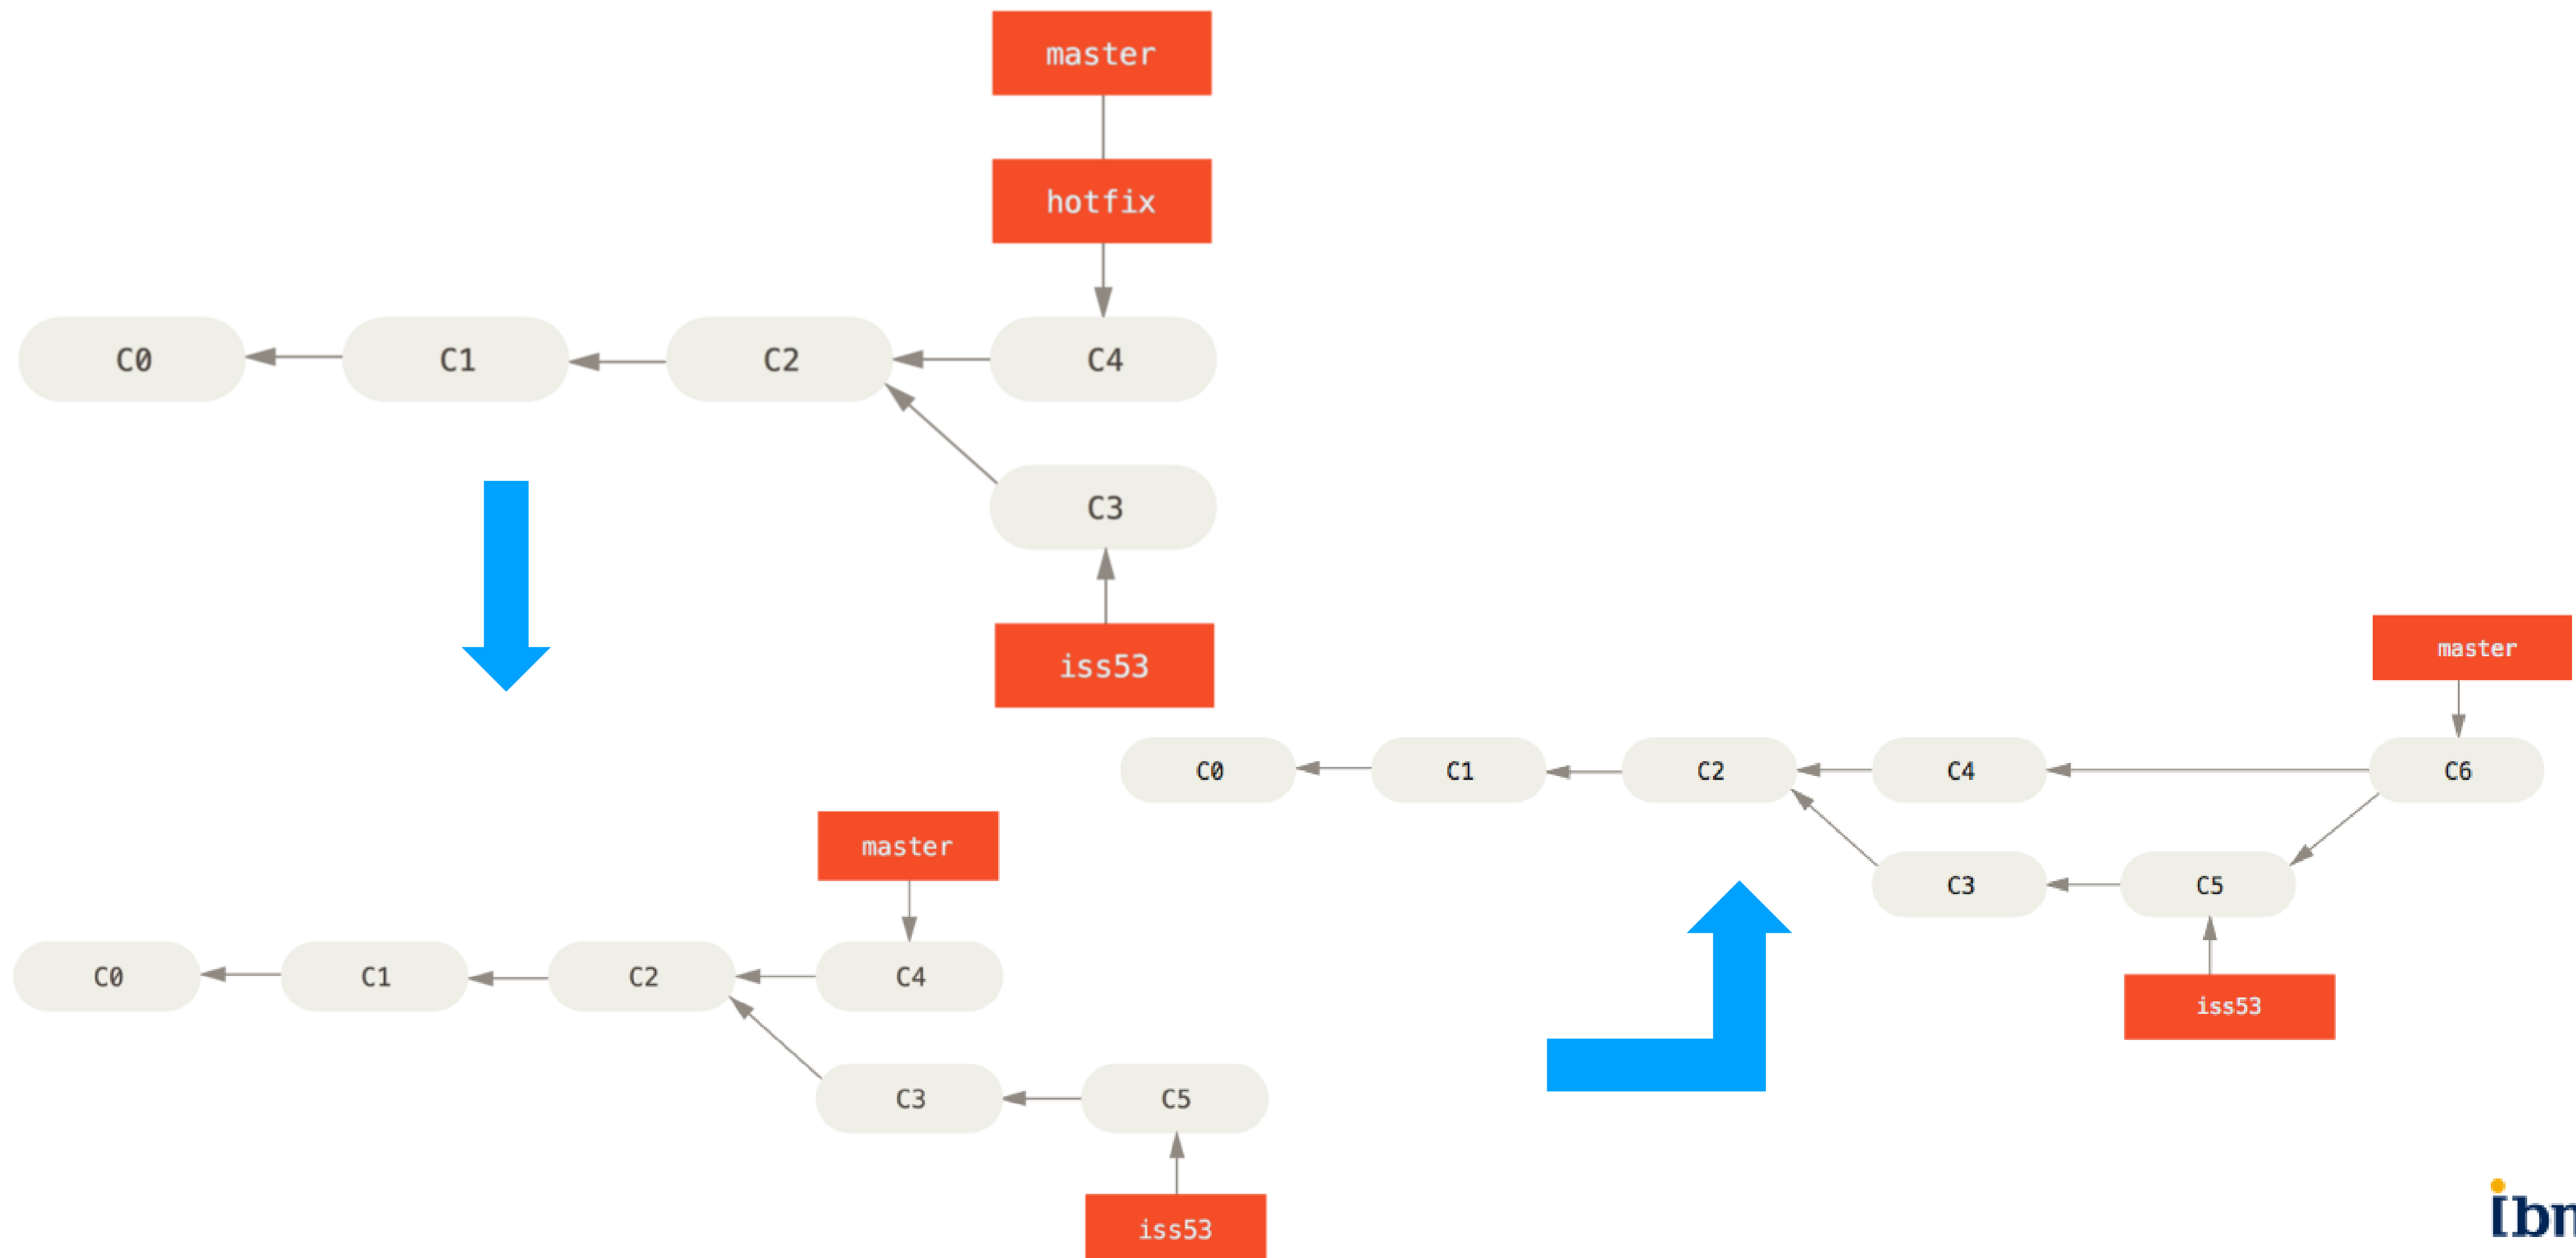 master
hotfix
C0 C1 C2 C4
C3
iss53
master
C0 C1 C2 C4 C6
C3 C5
iss53
master
C0 C1 C2 C4
C3 C5
iss53